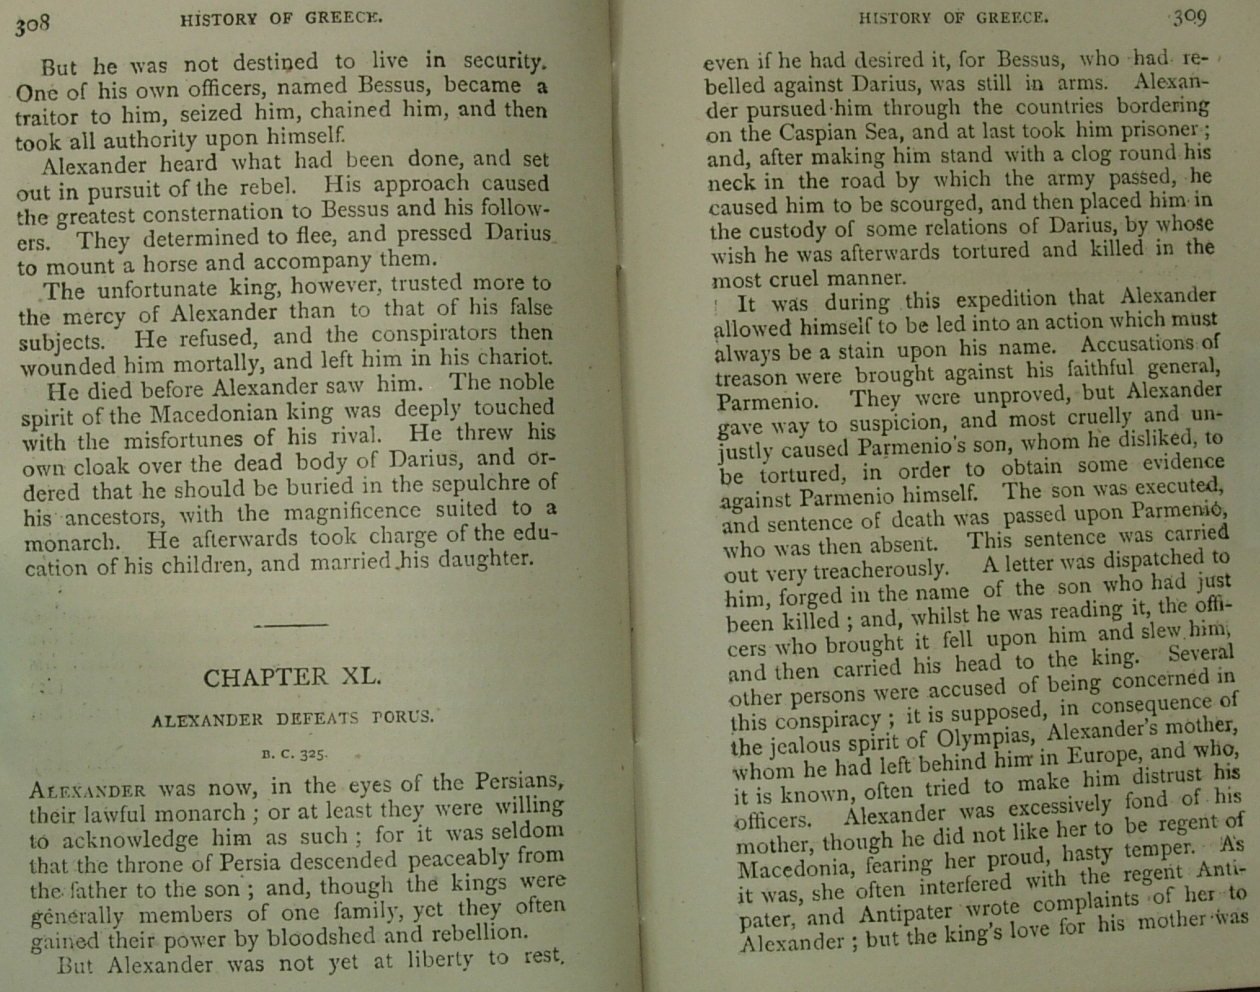 308
HISTORY OF GREECE.
But he was not destined to live in security.
One of his own officers, named Bessus, became a
traitor to him, seized him, chained him, and then
took all authority upon himself.
Alexander heard what had been done, and set
out in pursuit of the rebel. His approach caused
the greatest consternation to Bessus and his follow-
ers. They determined to flee, and pressed Darius
to mount a horse and accompany them.
The unfortunate king, however, trusted more to
the mercy of Alexander than to that of his false
subjects. He refused, and the conspirators then
wounded him mortally, and left him in his chariot.
He died before Alexander saw him. The noble
spirit of the Macedonian king was deeply touched
with the misfortunes of his rival. He threw his
own cloak over the dead body of Darius, and or-
dered that he should be buried in the sepulchre of
his ancestors, with the magnificence suited to a
monarch. He afterwards took charge of the edu-
cation of his children, and married his daughter.
CHAPTER XL.
ALEXANDER DEFEATS PORUS.
B. C. 325.
ALEXANDER was now, in the eyes of the Persians,
their lawful monarch ; or at least they were willing
to acknowledge him as such ; for it was seldom
that the throne of Persia descended peaceably from
the father to the son ; and, though the kings were
generally members of one family, yet they often
gained their power by bloodshed and rebellion.
But Alexander was not yet at liberty to rest,
HISTORY OF GREECE.
309
even if he had desired it, for Bessus, who had re-
belled against Darius, was still in arms. Alexan-
der pursued him through the countries bordering
on the Caspian Sea, and at last took him prisoner ;
and, after making him stand with a clog round his
neck in the road by which the army passed, he
caused him to be scourged, and then placed him in
the custody of some relations of Darius, by whose
wish he was afterwards tortured and killed in the
most cruel manner.
It was during this expedition that Alexander
allowed himself to be led into an action which must
always be a stain upon his name. Accusations of
treason were brought against his faithful general,
Parmenio. They were unproved, but Alexander
gave way to suspicion, and most cruelly and un-
justly caused Parmenio's son, whom he disliked, to
be tortured, in order to obtain some evidence
against Parmenio himself. The son was executed,
and sentence of death was passed upon Parmenio,
who was then absent. This sentence was carried
out very treacherously. A letter was dispatched to
him, forged in the name of the son who had just
been killed ; and, whilst he was reading it, the offi-
cers who brought it fell upon him and slew him,
and then carried his head to the king. Several
other persons were accused of being concerned in
this conspiracy ; it is supposed, in consequence of
the jealous spirit of Olympias, Alexander's mother,
whom he had left behind him in Europe, and who,
it is known, often tried to make him distrust his
officers. Alexander was excessively fond of his
mother, though he did not like her to be regent of
Macedonia, fearing her proud, hasty temper. As
it was, she often interfered with the regent Anti-
pater, and Antipater wrote complaints of her to
Alexander ; but the king's love for his mother was